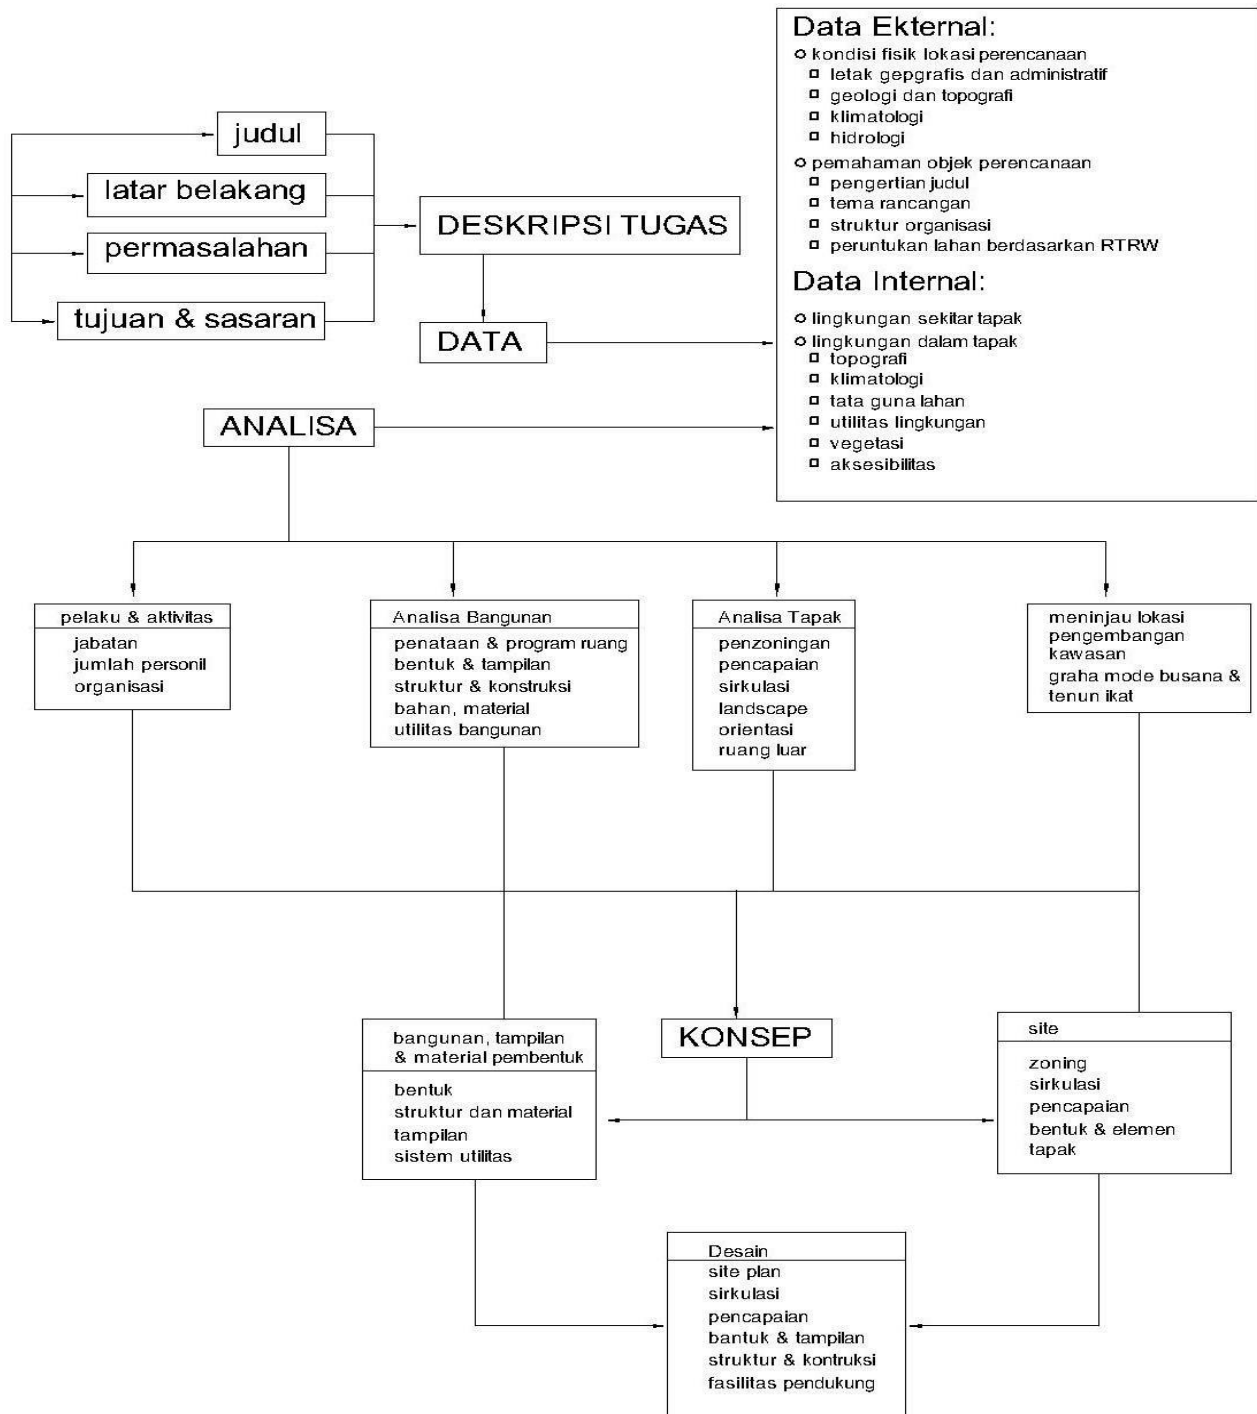 judul
latar belakang
permasalahan
tujuan & sasaran
DESKRIPSI TUGAS
DATA
Data Ekternal:
kondisi fisik lokasi perencanaan
letak gepgrafis dan administratif
geologi dan topografi
klimatologi
hidrologi
pemahaman objek perencanaan
pengertian judul
tema rancangan
struktur organisasi
peruntukan lahan berdasarkan RTRW
Data Internal:
lingkungan sekitar tapak
lingkungan dalam tapak
topografi
klimatologi
tata guna lahan
utilitas lingkungan
vegetasi
aksesibilitas
ANALISA
pelaku & aktivitas
jabatan
jumlah personil
organisasi
Analisa Bangunan
penataan & program ruang
bentuk & tampilan
struktur & konstruksi
bahan, material
utilitas bangunan
Analisa Tapak
penzoningan
pencapaian
sirkulasi
landscape
orientasi
ruang luar
meninjau lokasi
pengembangan
kawasan
graha mode busana &
tenun ikat
bangunan, tampilan
& material pembentuk
bentuk
struktur dan material
tampilan
sistem utilitas
KONSEP
site
zoning
sirkulasi
pencapaian
bentuk & elemen
tapak
Desain
site plan
sirkulasi
pencapaian
bantuk & tampilan
struktur & kontruksi
fasilitas pendukung